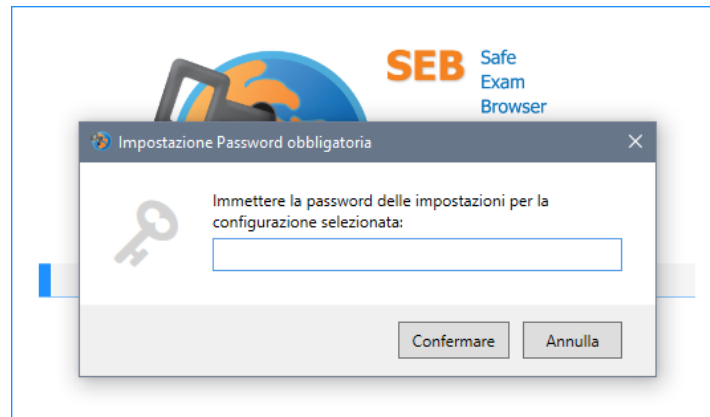 SEB Safe
Exam
Browser
Impostazione Password obbligatoria
Immettere la password delle impostazioni per la
configurazione selezionata:
Confermare Annulla